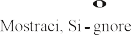 Mostraci, Si - gnore